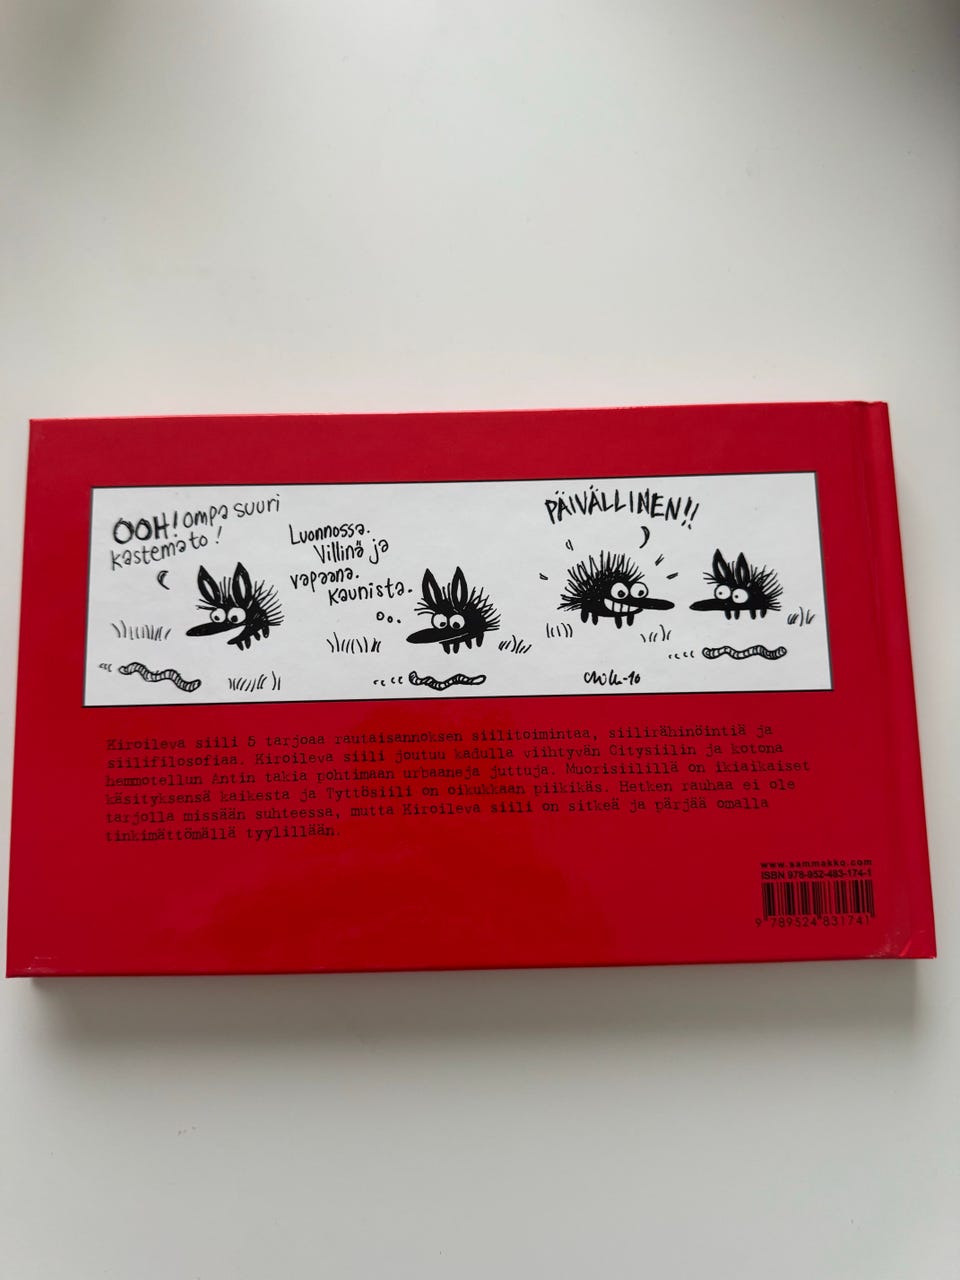 OOH! ompa suuri
kastemato!
Luonnossa.
Villinä ja
vapaana.
Kaunista.
PÄIVÄLLINEN!!
Kiroileva siili 5 tarjoaa rautaisannoksen siilitoimintaa, siilirähinöintiä ja
siilifilosofiaa. Kiroileva siili joutuu kadulla viihtyvän Citysiilin ja kotona
hemmotellun Antin takia pohtimaan urbaaneja juttuja. Muorisiilillä on ikiaikaiset
käsityksensä kaikesta ja Tyttösiili on oikukkaan piikikäs. Hetken rauhaa ei ole
tarjolla missään suhteessa, mutta Kiroileva siili on sitkeä ja pärjää omalla
tinkimättömällä tyylillään.
www.sammakko.com
ISBN 978-952-483-174-1
9 789524 831741